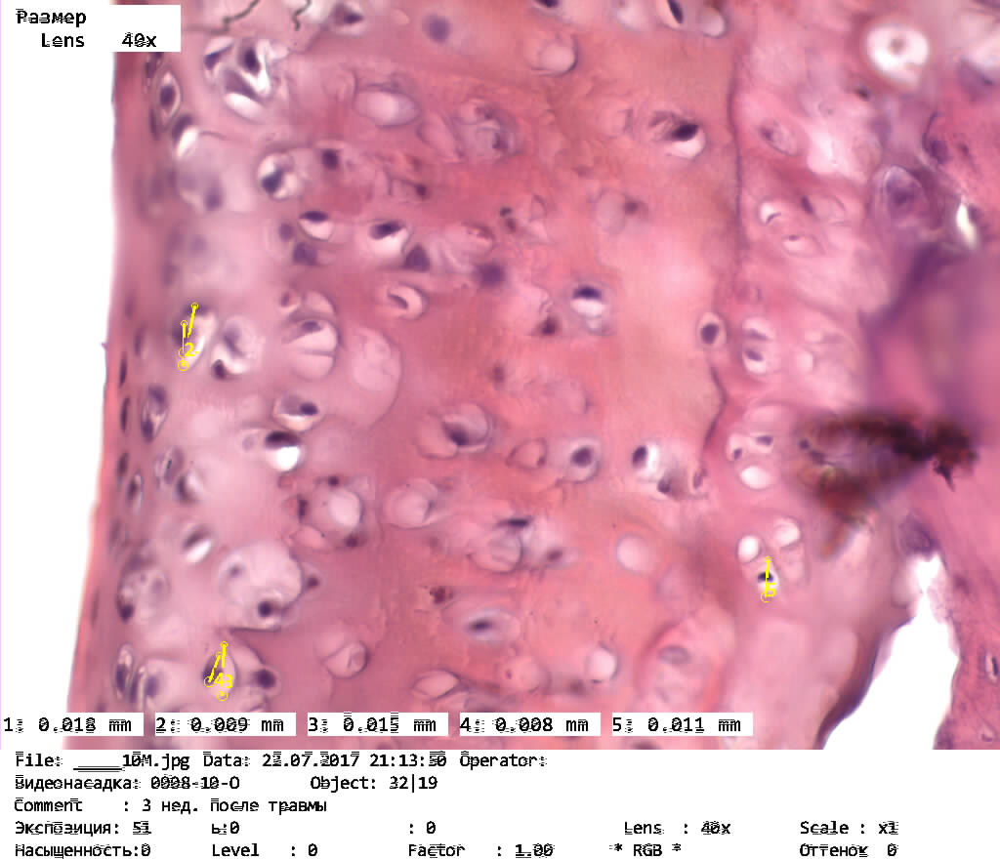 Размер
Lens 40x
2
43
5
1: 0.018 mm 2: 0.009 mm 3: 0.015 mm 4: 0.008 mm 5: 0.011 mm
File: _____10M.jpg Data: 22.07.2017 21:13:50 Operator:
Видеонасадка: 0008-10-0 Object: 32|19
Comment : 3 нед. после травмы
Экспозиция: 51 :0 : 0 Lens : 40x Scale : x1
Насыщенность:0 Level : 0 Factor : 1.00 * RGB * Оттенок 0